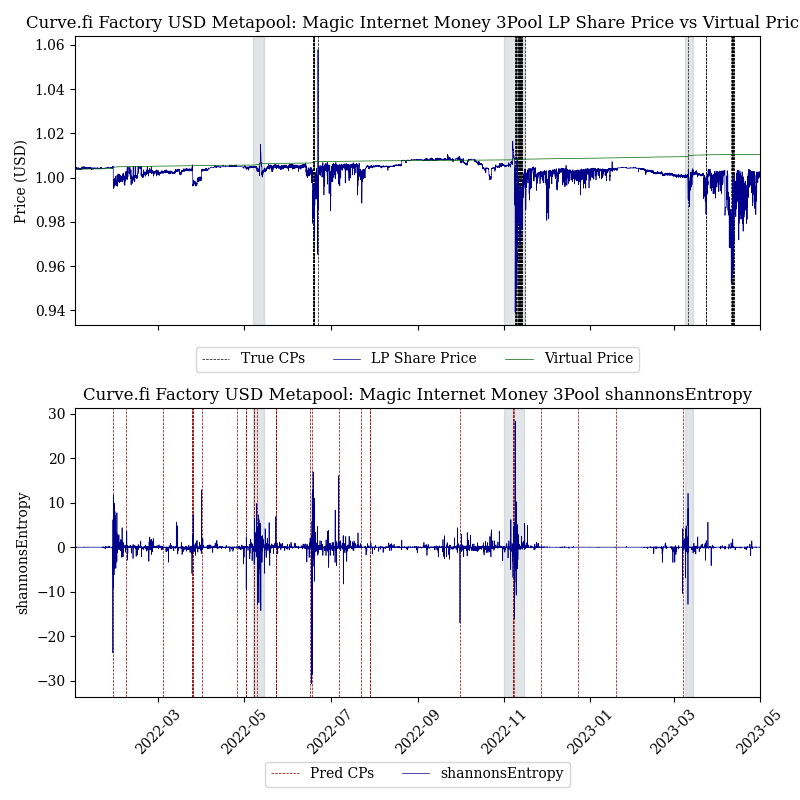 Curve.fi Factory USD Metapool: Magic Internet Money 3Pool LP Share Price vs Virtual Pric
1.06
1.04
1.02
1.00
0.98
0.96
0.94
Price (USD)
True CPs LP Share Price Virtual Price
Curve.fi Factory USD Metapool: Magic Internet Money 3Pool shannonsEntropy
30
20
10
0
−10
−20
−30
shannonsEntropy
2022-03 2022-05 2022-07 2022-09 2022-11 2023-01 2023-03 2023-05
Pred CPs shannonsEntropy